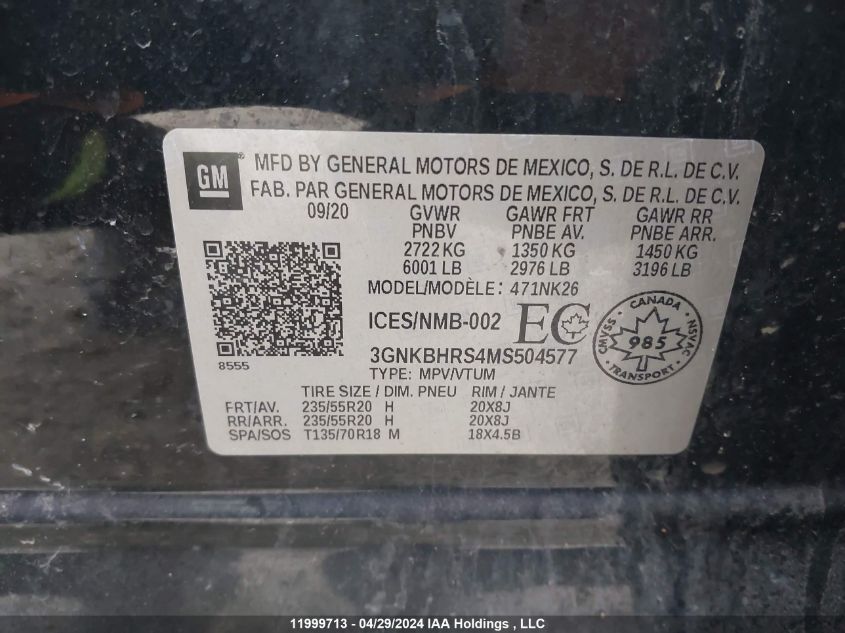 GM
MFD BY GENERAL MOTORS DE MEXICO, S. DE R.L. DE C.V.
FAB. PAR GENERAL MOTORS DE MEXICO, S. DE R.L. DE C.V.
09/20 GVWR GAWR FRT GAWR RR
PNBV PNBE AV. PNBE ARR.
2722 KG 1350 KG 1450 KG
6001 LB 2976 LB 3196 LB
MODEL/MODÈLE: 471NK26
ICES/NMB-002 EC
CANADA
CMVSS 985 NSVAC
TRANSPORT
3GNKBHRS4MS504577
8555
TYPE: MPV/VTUM
TIRE SIZE / DIM. PNEU RIM / JANTE
FRT/AV. 235/55R20 H 20X8J
RR/ARR. 235/55R20 H 20X8J
SPA/SOS T135/70R18 M 18X4.5B
11999713 - 04/29/2024 IAA Holdings , LLC